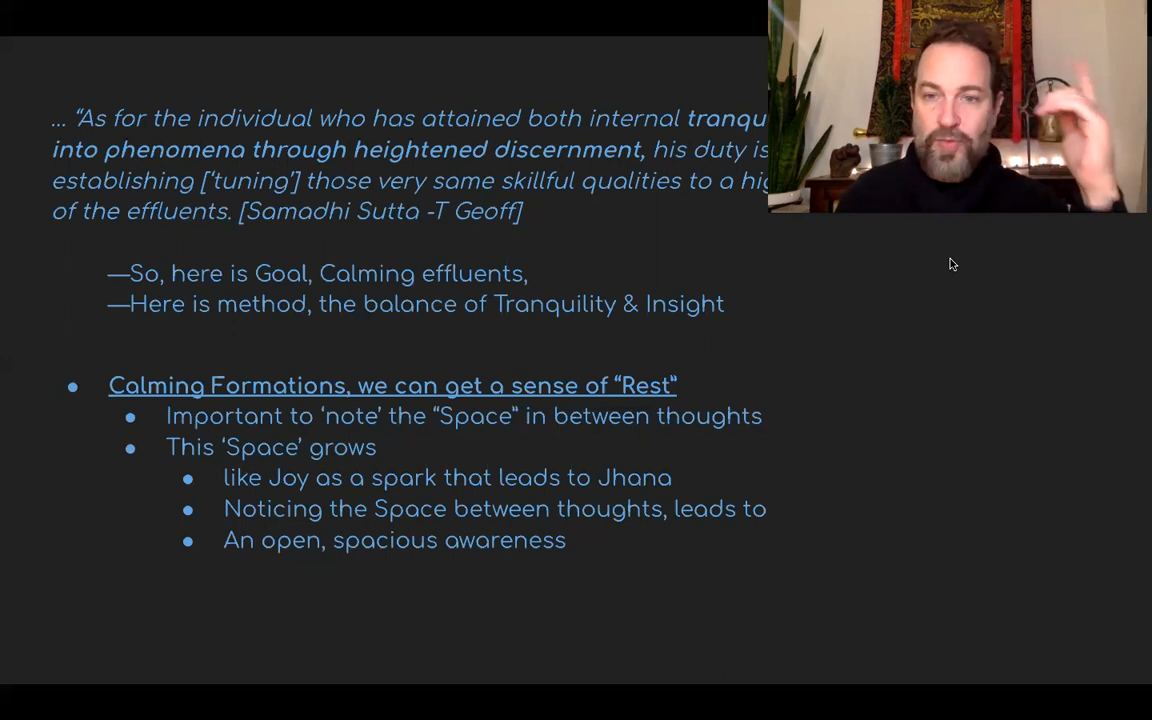 ... “As for the individual who has attained both internal tranqu
into phenomena through heightened discernment, his duty is
establishing [‘tuning’] those very same skillful qualities to a hig
of the effluents. [Samadhi Sutta -T Geoff]
—So, here is Goal, Calming effluents,
—Here is method, the balance of Tranquility & Insight
● Calming Formations, we can get a sense of “Rest”
● Important to ‘note’ the “Space” in between thoughts
● This ‘Space’ grows
● like Joy as a spark that leads to Jhana
● Noticing the Space between thoughts, leads to
● An open, spacious awareness